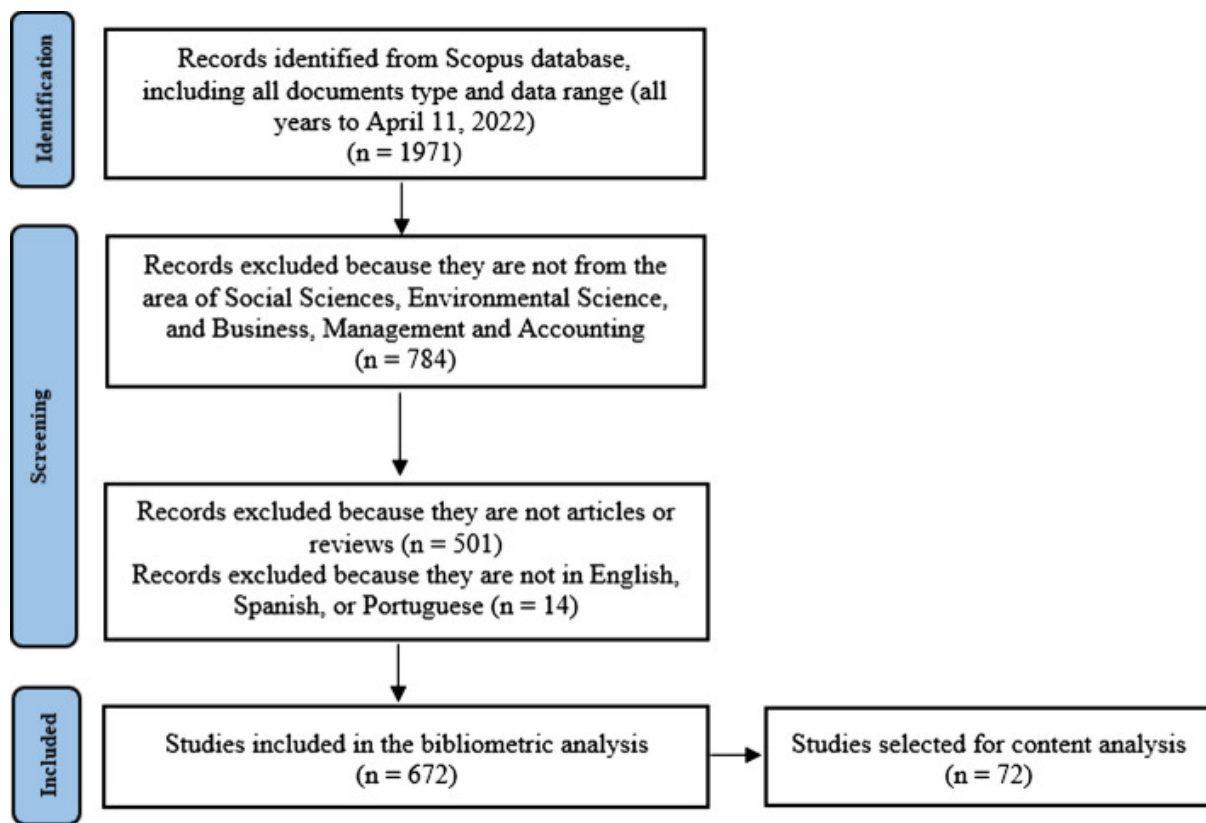 Identification
Records identified from Scopus database,
including all documents type and data range (all
years to April 11, 2022)
(n = 1971)
Screening
Records excluded because they are not from the
area of Social Sciences, Environmental Science,
and Business, Management and Accounting
(n = 784)
Records excluded because they are not articles or
reviews (n = 501)
Records excluded because they are not in English,
Spanish, or Portuguese (n = 14)
Included
Studies included in the bibliometric analysis
(n = 672)
Studies selected for content analysis
(n = 72)